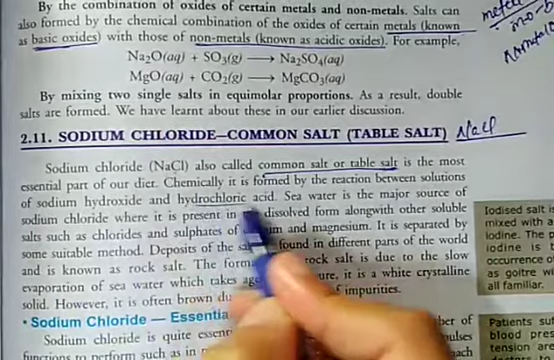 By the combination of oxides of certain metals and non-metals. Salts can
also formed by the chemical combination of the oxides of certain metals (known
as basic oxides) with those of non-metals (known as acidic oxides). For example,
Na2O(aq) + SO3(g) ⟶ Na2SO4(aq)
MgO(aq) + CO2(g) ⟶ MgCO3(aq)
By mixing two single salts in equimolar proportions. As a result, double
salts are formed. We have learnt about these in our earlier discussion.
2.11. SODIUM CHLORIDE—COMMON SALT (TABLE SALT) NaCl
Sodium chloride (NaCl) also called common salt or table salt is the most
essential part of our diet. Chemically it is formed by the reaction between solutions
of sodium hydroxide and hydrochloric acid. Sea water is the major source of
sodium chloride where it is present in dissolved form alongwith other soluble
salts such as chlorides and sulphates of and magnesium. It is separated by
some suitable method. Deposits of the found in different parts of the world
and is known as rock salt. The rock salt is due to the slow
evaporation of sea water which takes it is a white crystalline
solid. However, it is often brown of impurities.
• Sodium Chloride —
Sodium chloride is quite
functions to perform such as in
Iodised salt is
mixed with
iodine. The
iodine is
occurrence
as goitre
all familiar.
Patients
blood
tension are